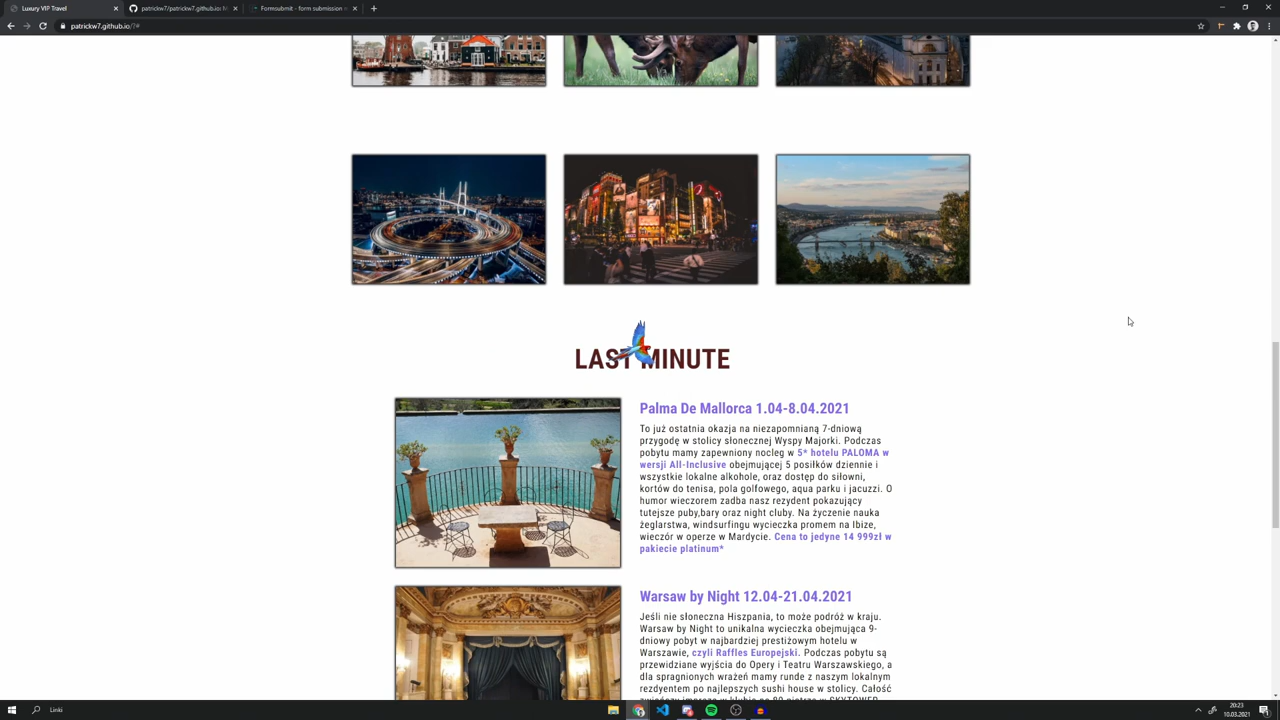 Luxury VIP Travel
patrickw7/patrickw7.github.io: M
Formsubmit - form submission m
patrickw7.github.io/?#
LAST MINUTE
Palma De Mallorca 1.04-8.04.2021
To już ostatnia okazja na niezapomnianą 7-dniową
przygodę w stolicy słonecznej Wyspy Majorki. Podczas
pobytu mamy zapewniony nocleg w 5* hotelu PALOMA w
wersji All-Inclusive obejmującej 5 posiłków dziennie i
wszystkie lokalne alkohole, oraz dostęp do siłowni,
kortów do tenisa, pola golfowego, aqua parku i jacuzzi. O
humor wieczorem zadba nasz rezydent pokazujący
tutejsze puby,bary oraz night cluby. Na życzenie nauka
żeglarstwa, windsurfingu wycieczka promem na Ibize,
wieczór w operze w Mardycie. Cena to jedyne 14 999zł w
pakiecie platinum*
Warsaw by Night 12.04-21.04.2021
Jeśli nie słoneczna Hiszpania, to może podróż w kraju.
Warsaw by Night to unikalna wycieczka obejmująca 9-
dniowy pobyt w najbardziej prestiżowym hotelu w
Warszawie, czyli Raffles Europejski. Podczas pobytu są
przewidziane wyjścia do Opery i Teatru Warszawskiego, a
dla spragnionych wrażeń mamy runde z naszym lokalnym
rezdyentem po najlepszych sushi house w stolicy. Całość
Linki
20:23
10.03.2021